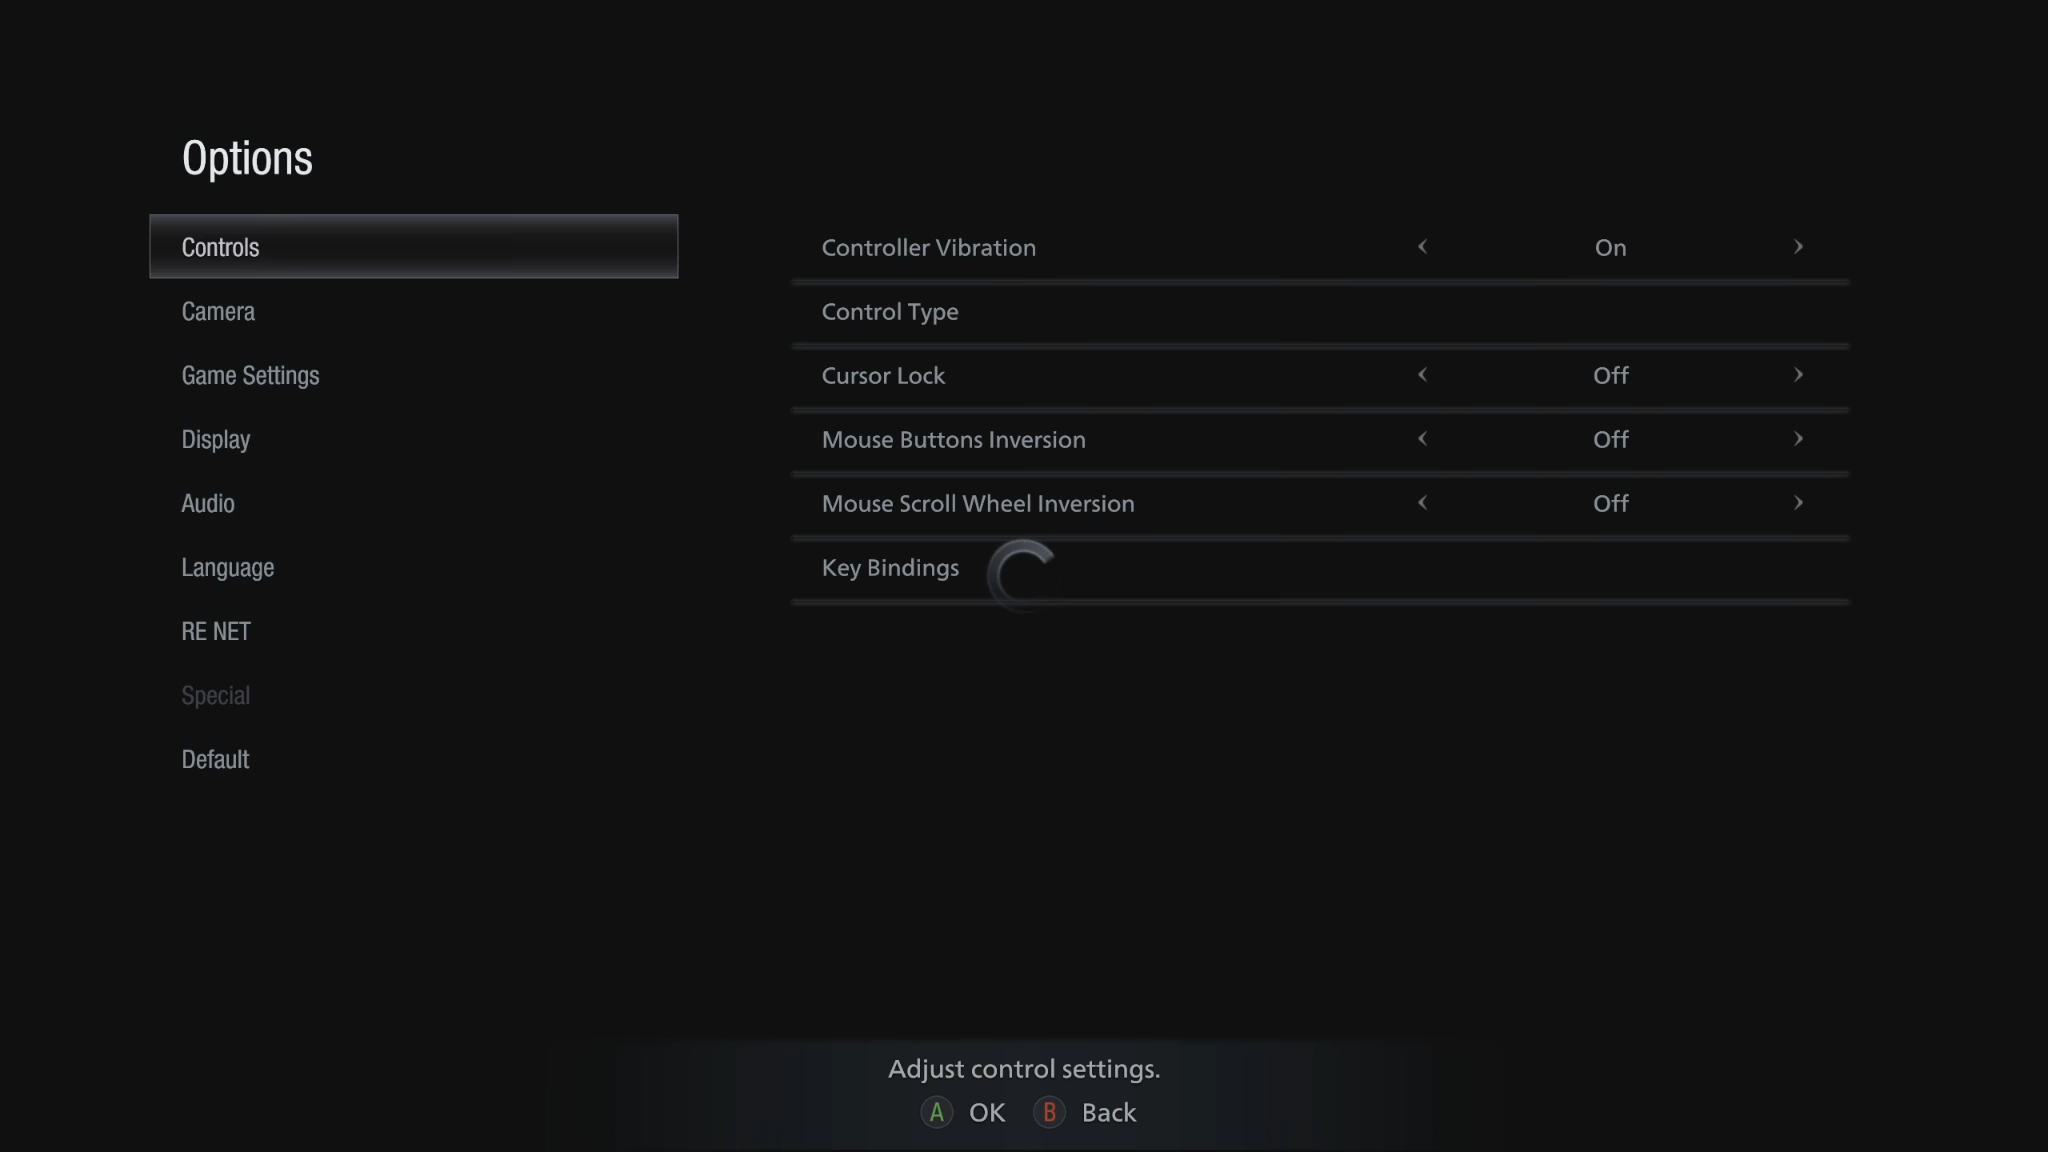 Options
Controls
Camera
Game Settings
Display
Audio
Language
RE NET
Special
Default
Controller Vibration On
Control Type
Cursor Lock Off
Mouse Buttons Inversion Off
Mouse Scroll Wheel Inversion Off
Key Bindings
Adjust control settings.
A OK B Back